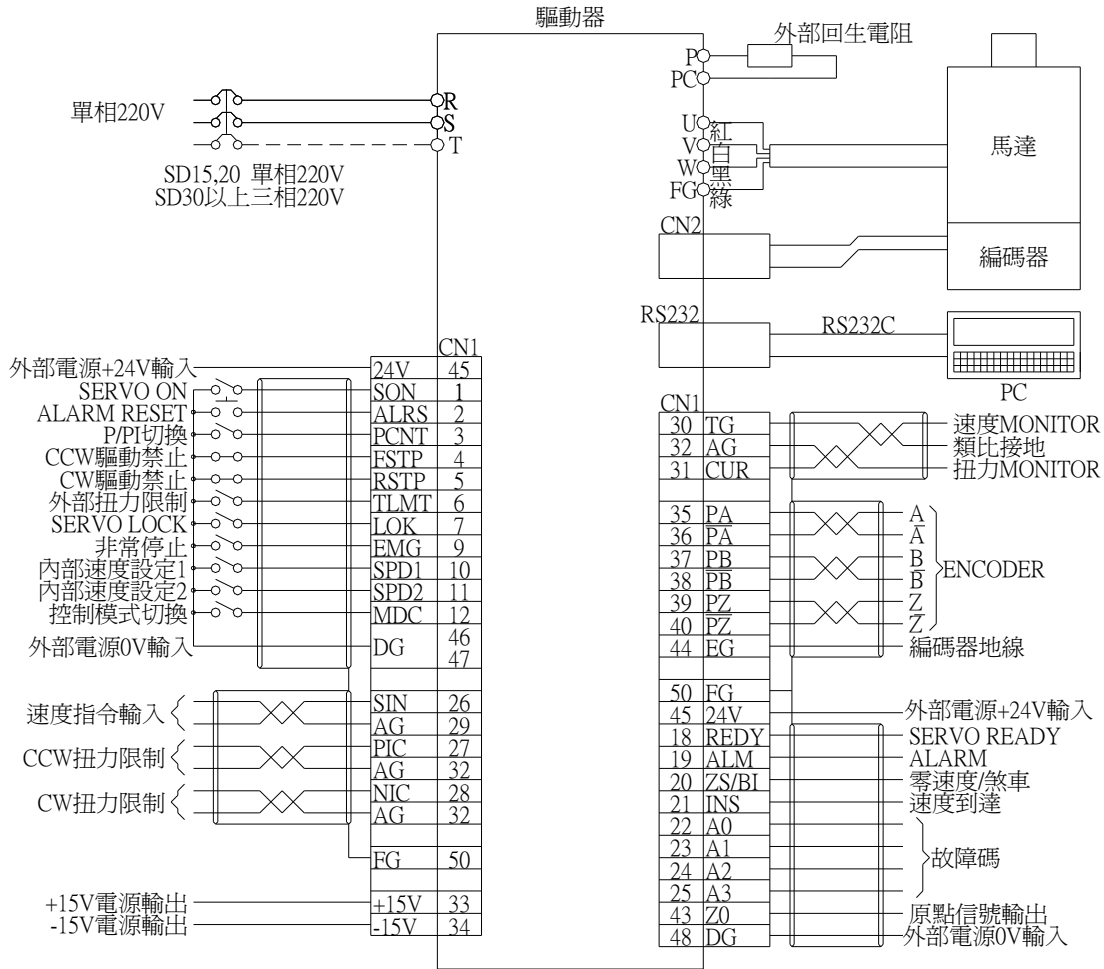 驅動器
外部回生電阻
P
PC
單相220V
R
S
T
SD15,20 單相220V
SD30以上三相220V
U
V
W
FG
紅
白
黑
綠
馬達
編碼器
CN2
RS232
RS232C
PC
CN1
外部電源+24V輸入 24V 45
SERVO ON SON 1
ALARM RESET ALRS 2
P/PI切換 PCNT 3
CCW驅動禁止 FSTP 4
CW驅動禁止 RSTP 5
外部扭力限制 TLMT 6
SERVO LOCK LOK 7
非常停止 EMG 9
內部速度設定1 SPD1 10
內部速度設定2 SPD2 11
控制模式切換 MDC 12
外部電源0V輸入 DG 46
47
速度指令輸入 SIN 26
AG 29
CCW扭力限制 PIC 27
AG 32
CW扭力限制 NIC 28
AG 32
FG 50
+15V電源輸出 +15V 33
-15V電源輸出 -15V 34
CN1
30 TG 速度MONITOR
32 AG 類比接地
31 CUR 扭力MONITOR
35 PA A
36 P̅A̅ A̅
37 PB B
38 P̅B̅ B̅
ENCODER
39 PZ Z
40 P̅Z̅ Z̅
44 EG 編碼器地線
50 FG
45 24V 外部電源+24V輸入
18 REDY SERVO READY
19 ALM ALARM
20 ZS/BI 零速度/煞車
21 INS 速度到達
22 A0
23 A1
故障碼
24 A2
25 A3
43 Z0 原點信號輸出
48 DG 外部電源0V輸入